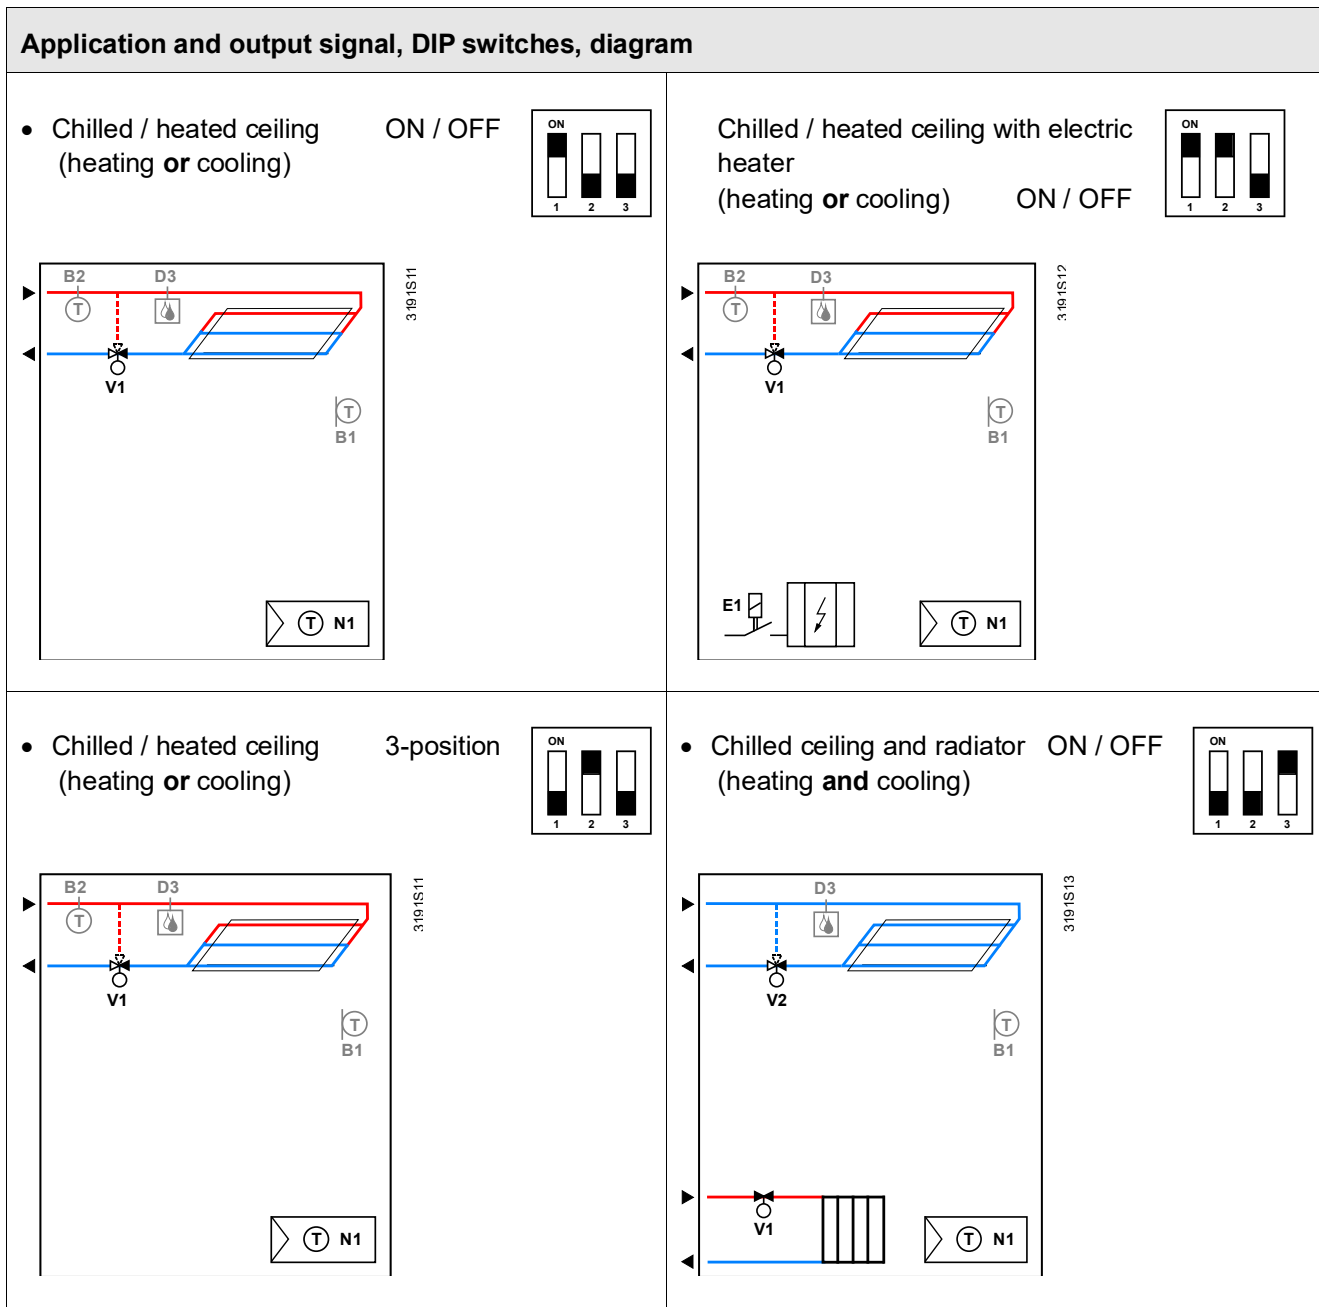 Application and output signal, DIP switches, diagram
• Chilled / heated ceiling ON / OFF
(heating or cooling)
ON
1 2 3
B2 D3
T
V1
T
B1
T N1
3191S11
Chilled / heated ceiling with electric
heater
(heating or cooling) ON / OFF
ON
1 2 3
B2 D3
T
V1
T
B1
E1
T N1
3191S12
• Chilled / heated ceiling 3-position
(heating or cooling)
ON
1 2 3
B2 D3
T
V1
T
B1
T N1
3191S11
• Chilled ceiling and radiator ON / OFF
(heating and cooling)
ON
1 2 3
D3
V2
T
B1
V1
T N1
3191S13